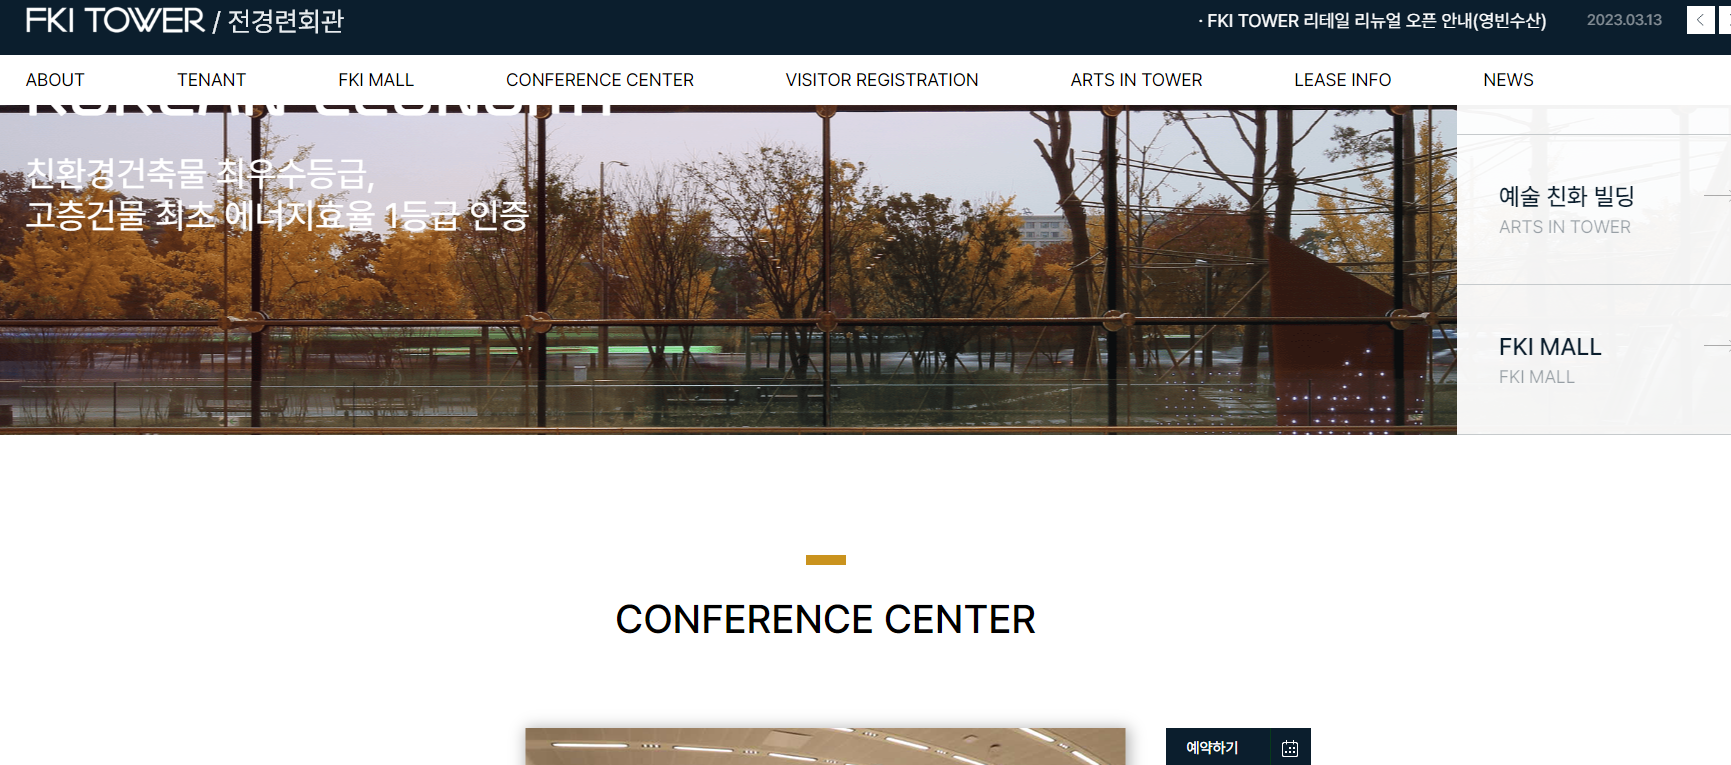 FKI TOWER / 전경련회관
· FKI TOWER 리테일 리뉴얼 오픈 안내(영빈수산) 2023.03.13
ABOUT TENANT FKI MALL CONFERENCE CENTER VISITOR REGISTRATION ARTS IN TOWER LEASE INFO NEWS
KOREAN ECONOMY
친환경건축물 최우수등급,
고층건물 최초 에너지효율 1등급 인증
예술 친화 빌딩
ARTS IN TOWER
FKI MALL
FKI MALL
CONFERENCE CENTER
예약하기